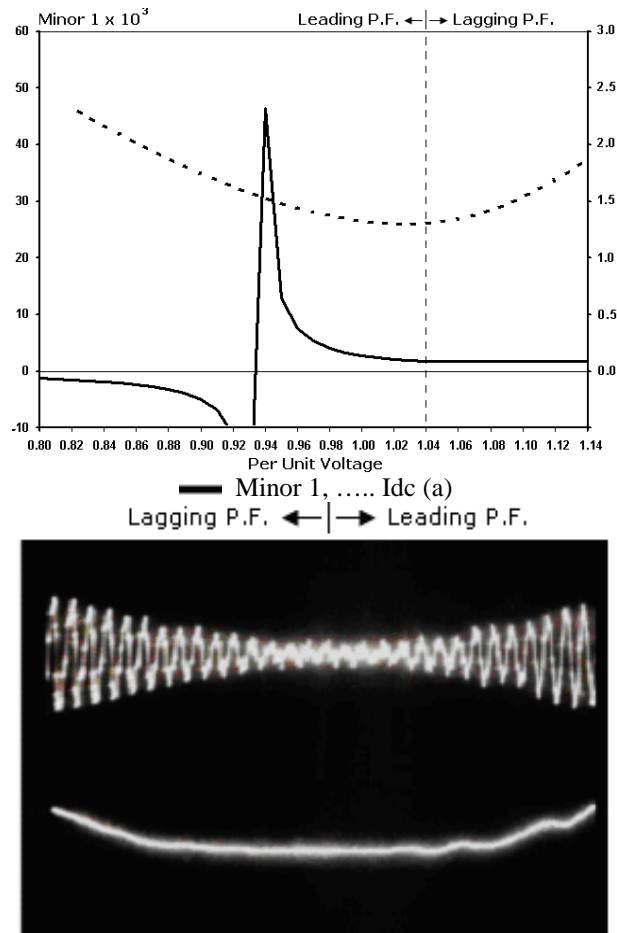 Minor 1 x 10³
Leading P.F. ← → Lagging P.F.
60 3.0
50 2.5
40 2.0
30 1.5
20 1.0
10 0.5
0 0.0
-10
0.80 0.82 0.84 0.86 0.88 0.90 0.92 0.94 0.96 0.98 1.00 1.02 1.04 1.06 1.08 1.10 1.12 1.14
Per Unit Voltage
Minor 1, ..... Idc (a)
Lagging P.F. ← → Leading P.F.